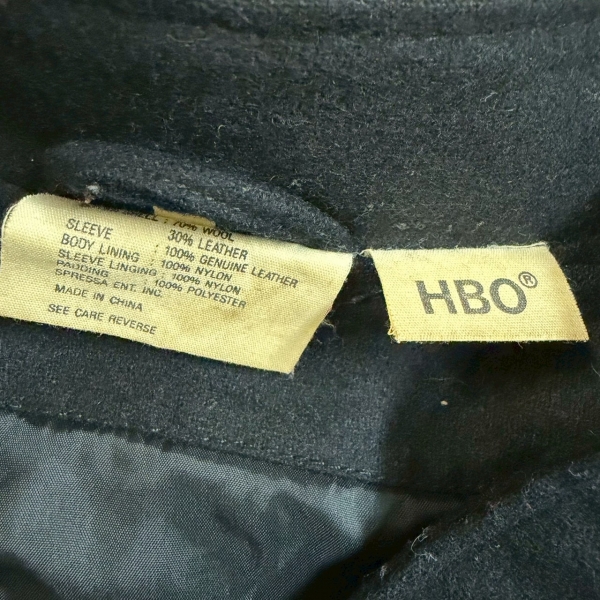 : 70% WOOL
SLEEVE 30% LEATHER
BODY LINING : 100% GENUINE LEATHER
SLEEVE LINGING : 100% NYLON
PADDING : 100% NYLON
SPRESSA ENT. INC. 100% POLYESTER
MADE IN CHINA
SEE CARE REVERSE
HBO®